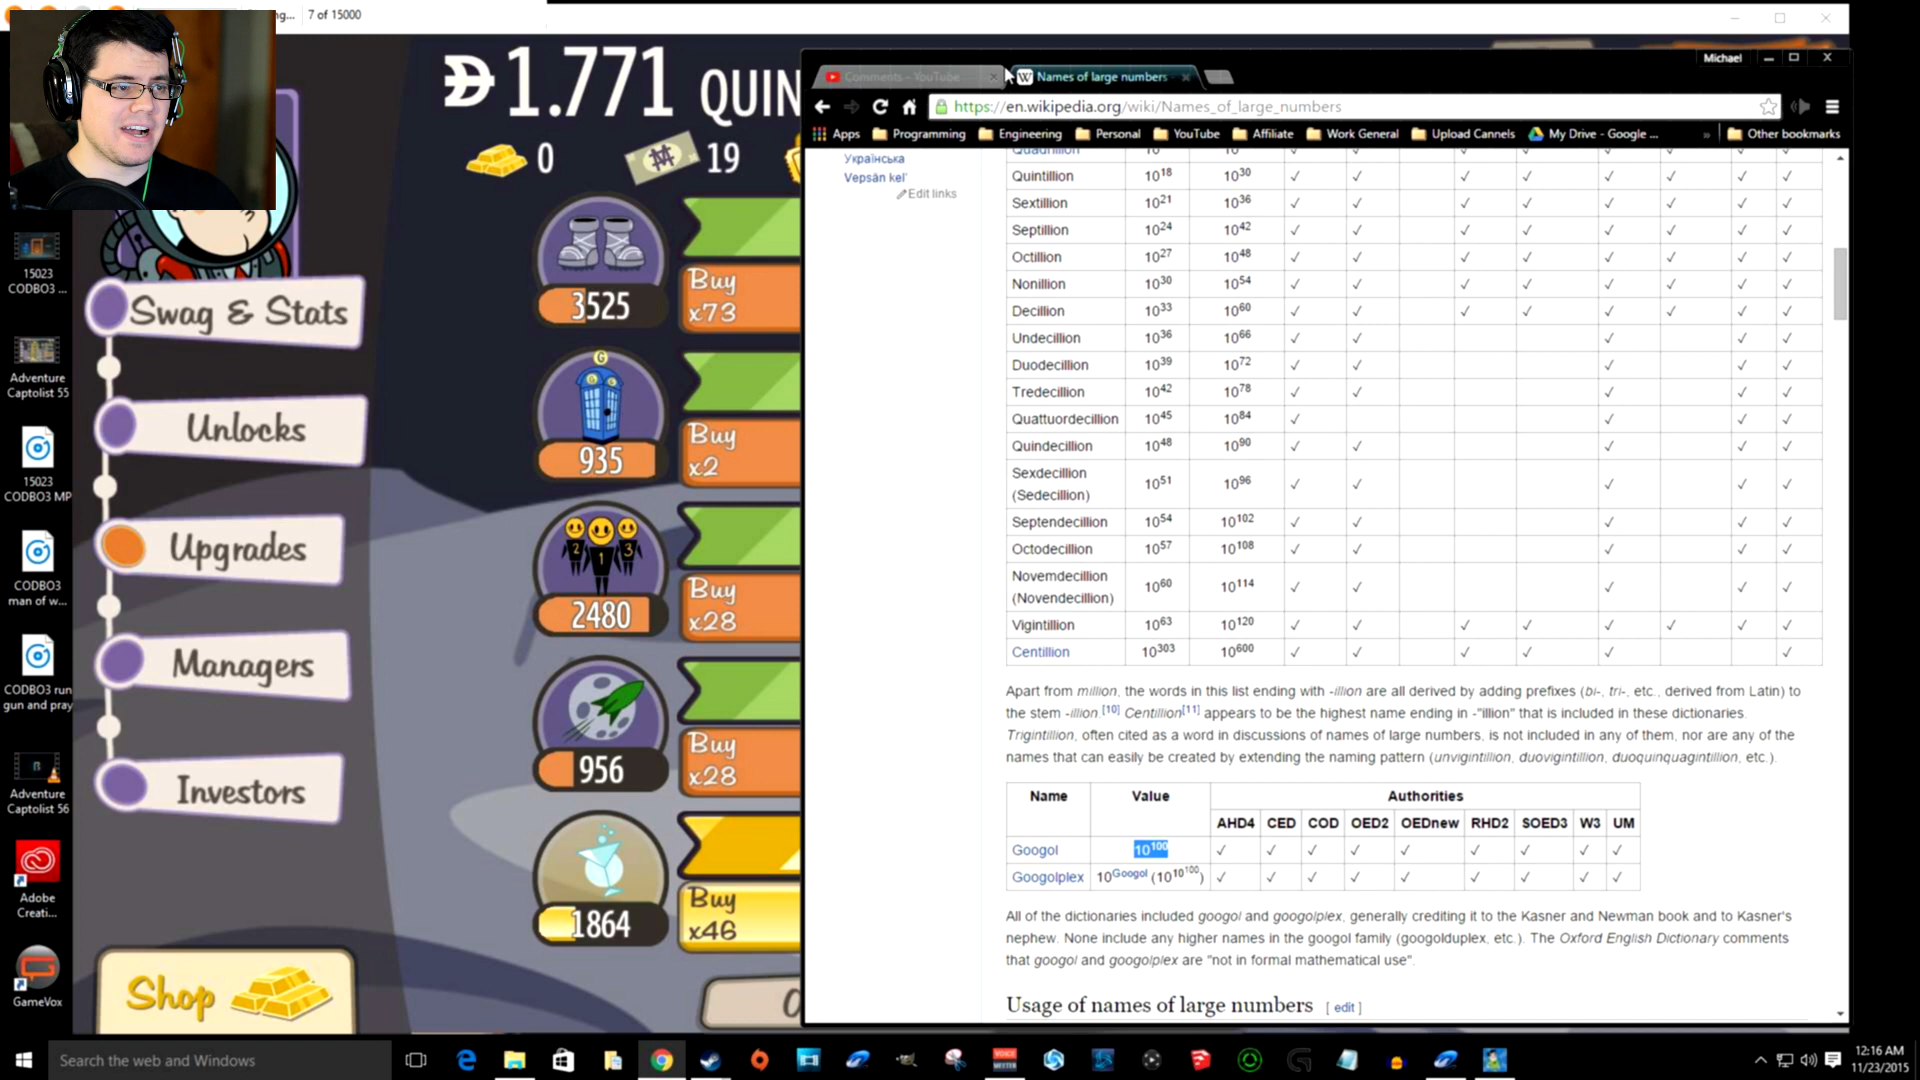 7 of 15000
1.771 QUIN
0
19
3525
Buy
x73
G
935
Buy
x2
2 1 3
2480
Buy
x28
956
Buy
x28
1864
Buy
x46
Swag & Stats
Unlocks
Upgrades
Managers
Investors
Shop
15023
CODBO3 ...
Adventure
Captolist 55
15023
CODBO3 MP
CODBO3
man of w...
CODBO3 run
gun and pray
Adventure
Captolist 56
Adobe
Creati...
GameVox
Michael
Comments - YouTube
Names of large numbers
https://en.wikipedia.org/wiki/Names_of_large_numbers
Apps Programming Engineering Personal YouTube Affiliate Work General Upload Cannels My Drive - Google ... » Other bookmarks
Українська
Vepsän kel'
Edit links
Quadrillion
Quintillion 10^18 10^30 ✓ ✓ ✓ ✓ ✓ ✓ ✓ ✓
Sextillion 10^21 10^36 ✓ ✓ ✓ ✓ ✓ ✓ ✓ ✓
Septillion 10^24 10^42 ✓ ✓ ✓ ✓ ✓ ✓ ✓ ✓
Octillion 10^27 10^48 ✓ ✓ ✓ ✓ ✓ ✓ ✓ ✓
Nonillion 10^30 10^54 ✓ ✓ ✓ ✓ ✓ ✓ ✓ ✓
Decillion 10^33 10^60 ✓ ✓ ✓ ✓ ✓ ✓ ✓ ✓
Undecillion 10^36 10^66 ✓ ✓ ✓ ✓ ✓
Duodecillion 10^39 10^72 ✓ ✓ ✓ ✓ ✓
Tredecillion 10^42 10^78 ✓ ✓ ✓ ✓ ✓
Quattuordecillion 10^45 10^84 ✓ ✓ ✓ ✓
Quindecillion 10^48 10^90 ✓ ✓ ✓ ✓ ✓
Sexdecillion
(Sedecillion) 10^51 10^96 ✓ ✓ ✓ ✓ ✓
Septendecillion 10^54 10^102 ✓ ✓ ✓ ✓ ✓
Octodecillion 10^57 10^108 ✓ ✓ ✓ ✓ ✓
Novemdecillion
(Novendecillion) 10^60 10^114 ✓ ✓ ✓ ✓ ✓
Vigintillion 10^63 10^120 ✓ ✓ ✓ ✓ ✓ ✓ ✓ ✓
Centillion 10^303 10^600 ✓ ✓ ✓ ✓ ✓ ✓
Apart from million, the words in this list ending with -illion are all derived by adding prefixes (bi-, tri-, etc., derived from Latin) to
the stem -illion.[10] Centillion[11] appears to be the highest name ending in -"illion" that is included in these dictionaries.
Trigintillion, often cited as a word in discussions of names of large numbers, is not included in any of them, nor are any of the
names that can easily be created by extending the naming pattern (unvigintillion, duovigintillion, duoquinquagintillion, etc.).
Name Value Authorities
AHD4 CED COD OED2 OEDnew RHD2 SOED3 W3 UM
Googol 10^100 ✓ ✓ ✓ ✓ ✓ ✓ ✓ ✓ ✓
Googolplex 10^Googol (10^10^100) ✓ ✓ ✓ ✓ ✓ ✓ ✓ ✓ ✓
All of the dictionaries included googol and googolplex, generally crediting it to the Kasner and Newman book and to Kasner's
nephew. None include any higher names in the googol family (googolduplex, etc.). The Oxford English Dictionary comments
that googol and googolplex are "not in formal mathematical use".
Usage of names of large numbers [ edit ]
Search the web and Windows
12:16 AM
11/23/2015